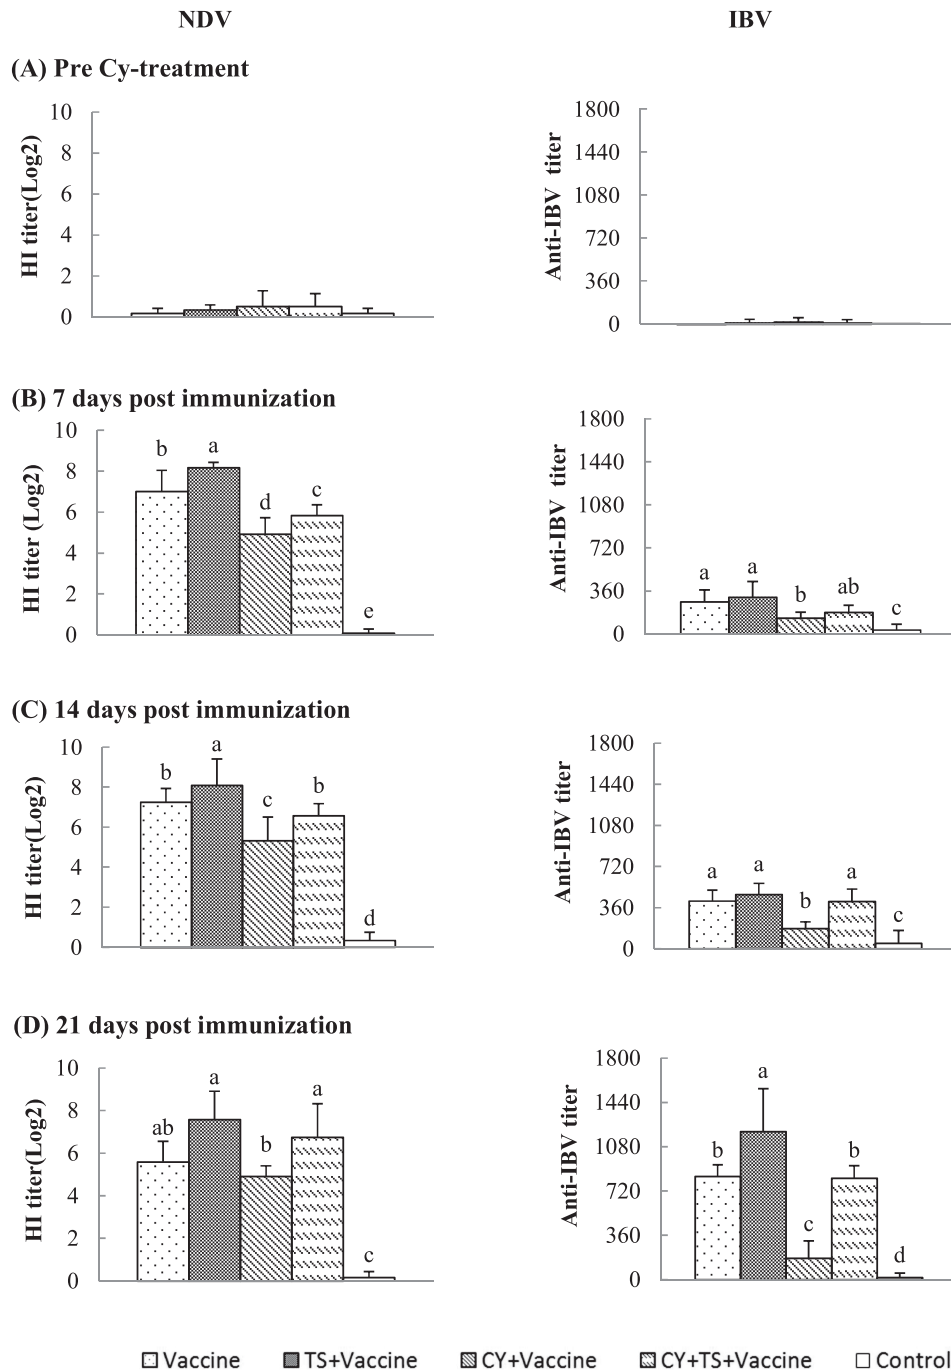 NDV IBV
(A) Pre Cy-treatment
HI titer(Log2)
10
8
6
4
2
0
Anti-IBV titer
1800
1440
1080
720
360
0
(B) 7 days post immunization
HI titer (Log2)
10
8
6
4
2
0
b a d c e
Anti-IBV titer
1800
1440
1080
720
360
0
a a b ab c
(C) 14 days post immunization
HI titer(Log2)
10
8
6
4
2
0
b a c b d
Anti-IBV titer
1800
1440
1080
720
360
0
a a b a c
(D) 21 days post immunization
HI titer(Log2)
10
8
6
4
2
0
ab a b a c
Anti-IBV titer
1800
1440
1080
720
360
0
b a c b d
Vaccine TS+Vaccine CY+Vaccine CY+TS+Vaccine Control